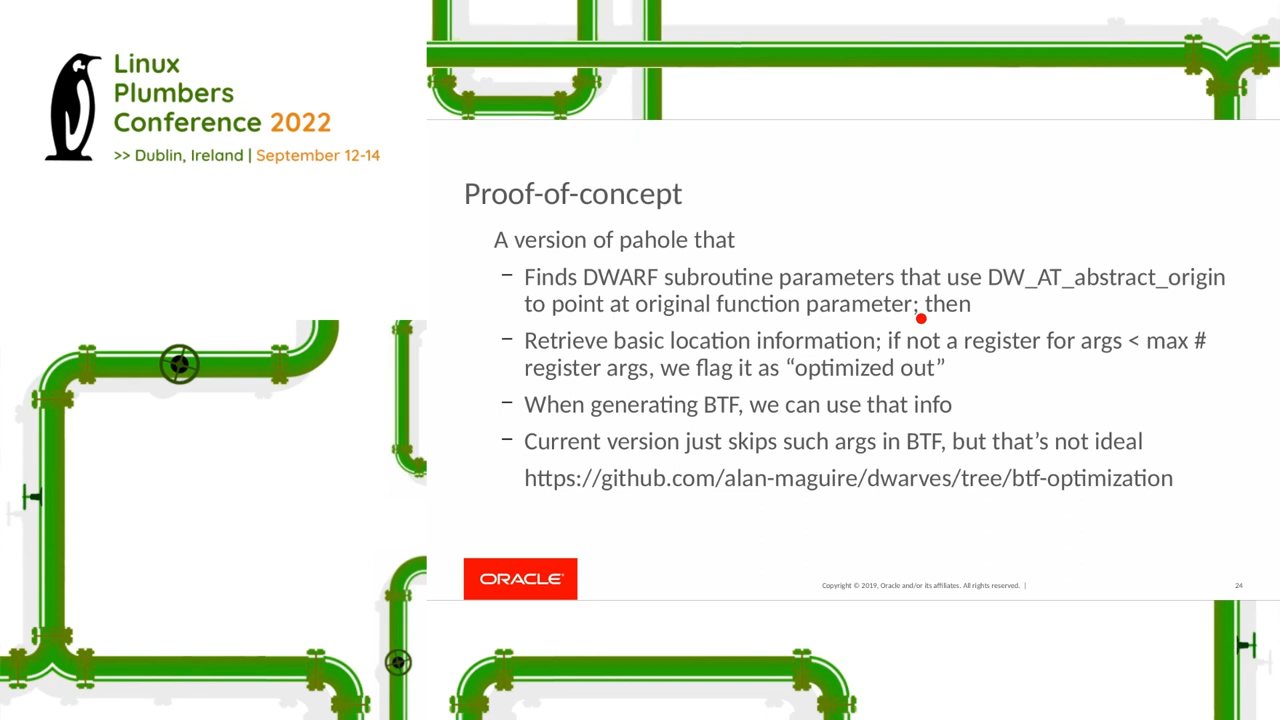 Linux
Plumbers
Conference 2022
>> Dublin, Ireland | September 12-14
Proof-of-concept
A version of pahole that
– Finds DWARF subroutine parameters that use DW_AT_abstract_origin
to point at original function parameter; then
– Retrieve basic location information; if not a register for args < max #
register args, we flag it as “optimized out”
– When generating BTF, we can use that info
– Current version just skips such args in BTF, but that’s not ideal
https://github.com/alan-maguire/dwarves/tree/btf-optimization
ORACLE®
Copyright © 2019, Oracle and/or its affiliates. All rights reserved. |
24